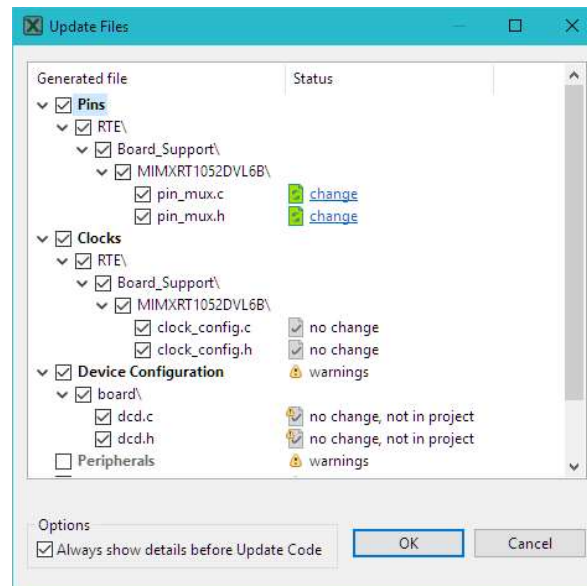 Update Files
Generated file Status
Pins
RTE\
Board_Support\
MIMXRT1052DVL6B\
pin_mux.c change
pin_mux.h change
Clocks
RTE\
Board_Support\
MIMXRT1052DVL6B\
clock_config.c no change
clock_config.h no change
Device Configuration warnings
board\
dcd.c no change, not in project
dcd.h no change, not in project
Peripherals warnings
Options
Always show details before Update Code
OK Cancel